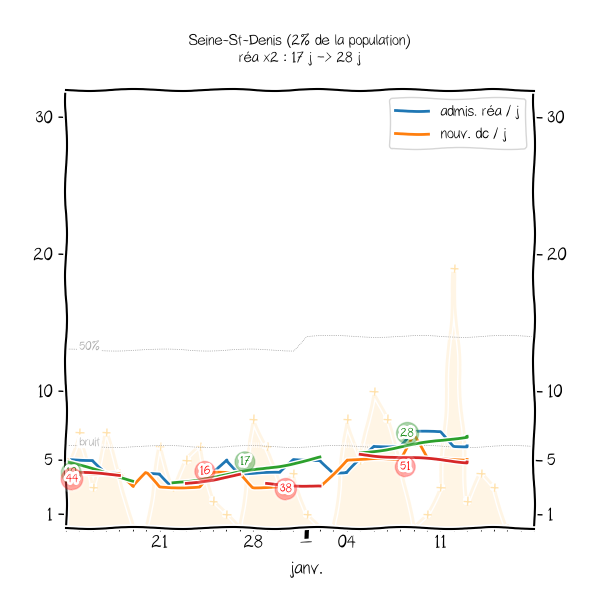 Seine-St-Denis (2% de la population)
réa x2 : 17 j -> 28 j
admis. réa / j
nouv. dc / j
30 30
20 20
50%
10 10
bruit
28
5 5
17
16
51
44
38
1 1
21 28 04 11
janv.